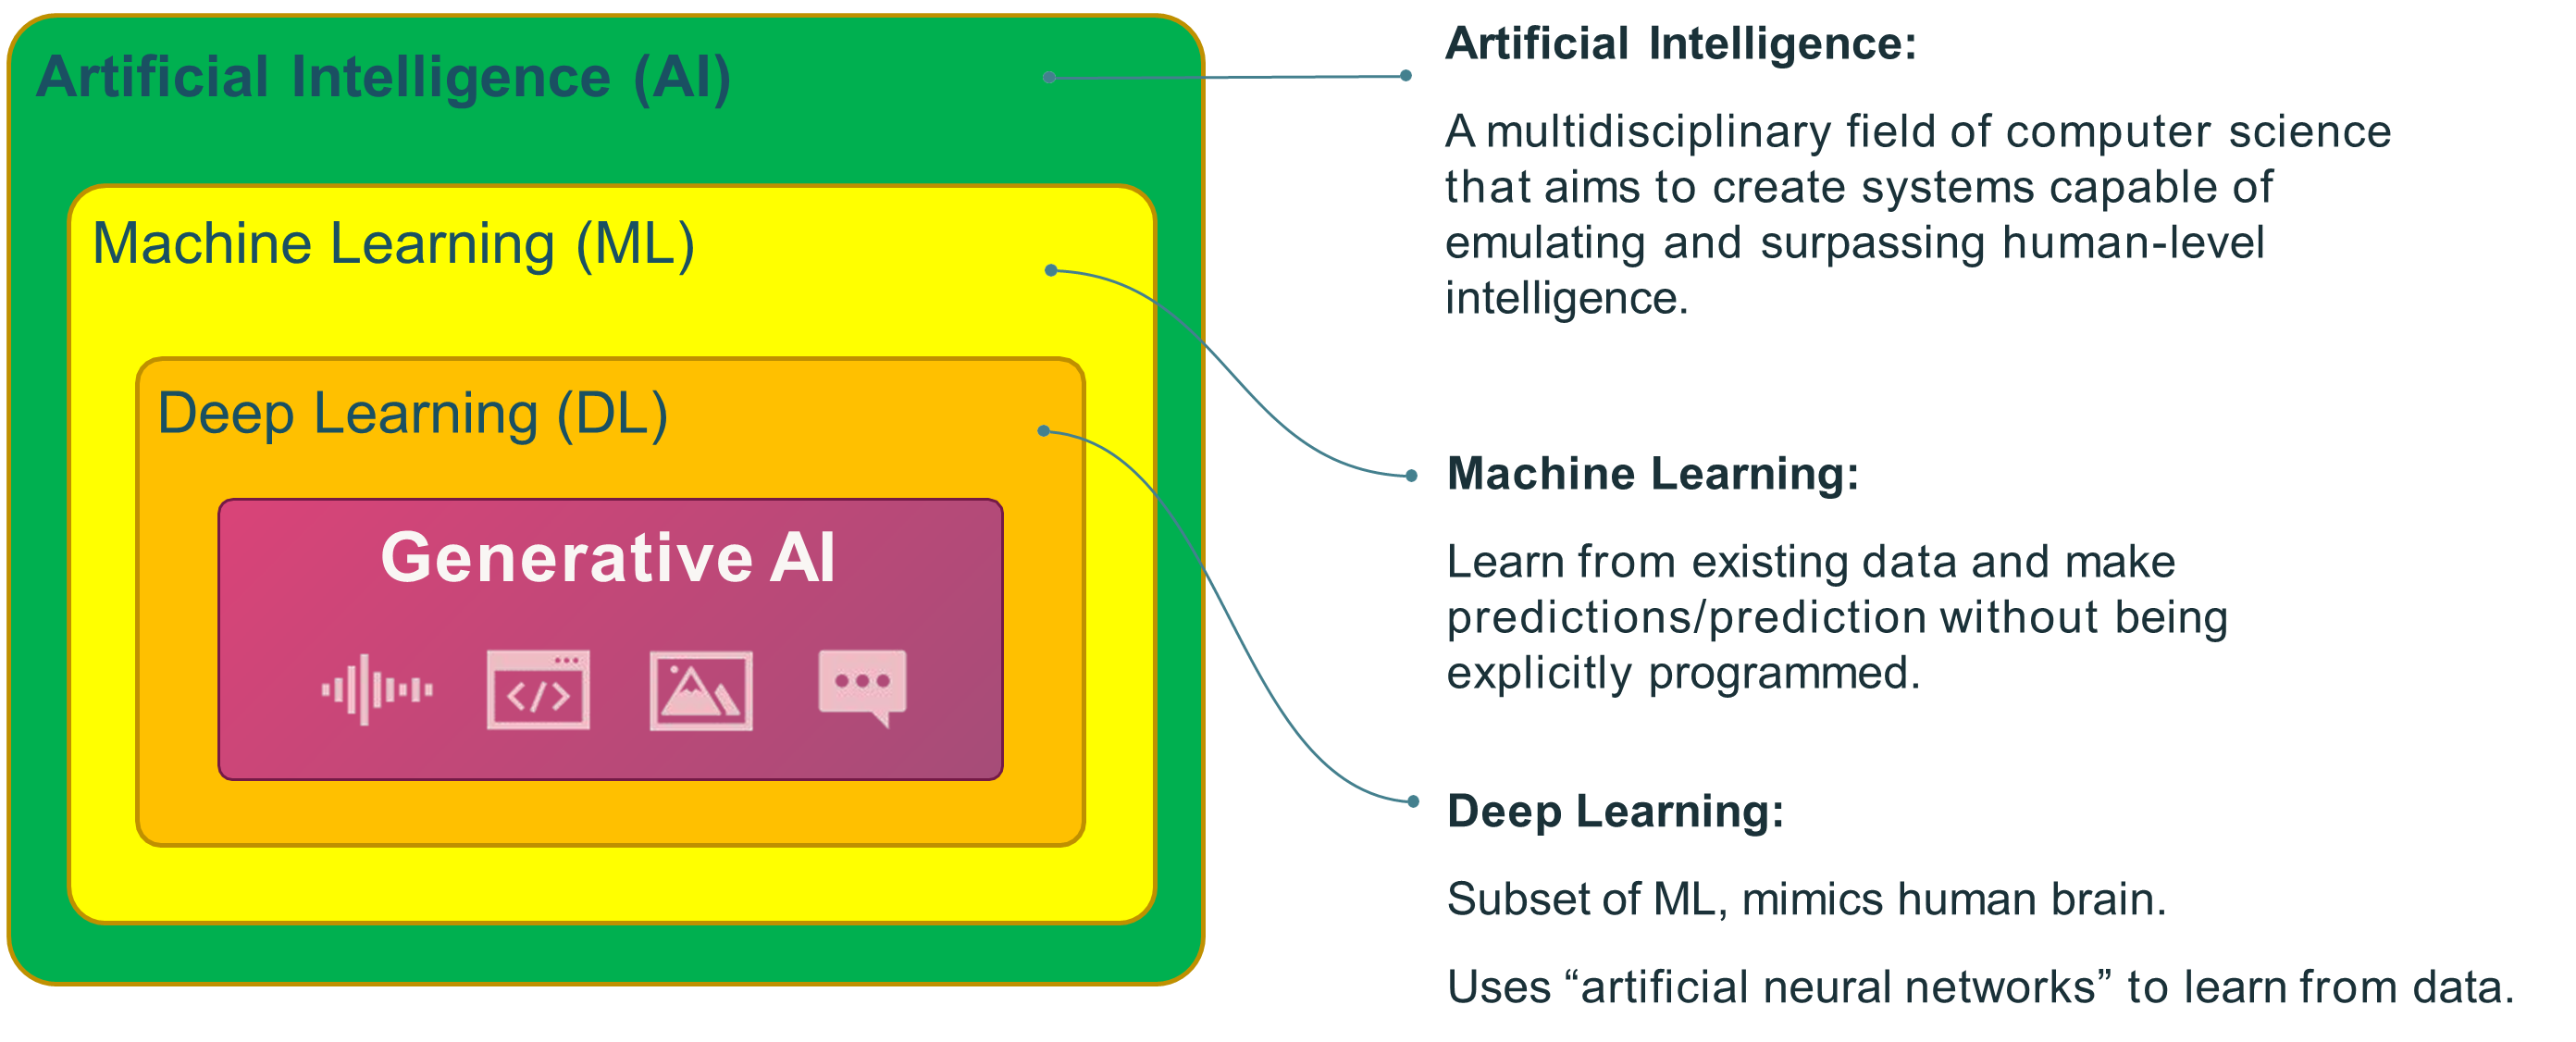 Artificial Intelligence (AI)
Machine Learning (ML)
Deep Learning (DL)
Generative AI
</>
Artificial Intelligence:
A multidisciplinary field of computer science
that aims to create systems capable of
emulating and surpassing human-level
intelligence.
Machine Learning:
Learn from existing data and make
predictions/prediction without being
explicitly programmed.
Deep Learning:
Subset of ML, mimics human brain.
Uses “artificial neural networks” to learn from data.